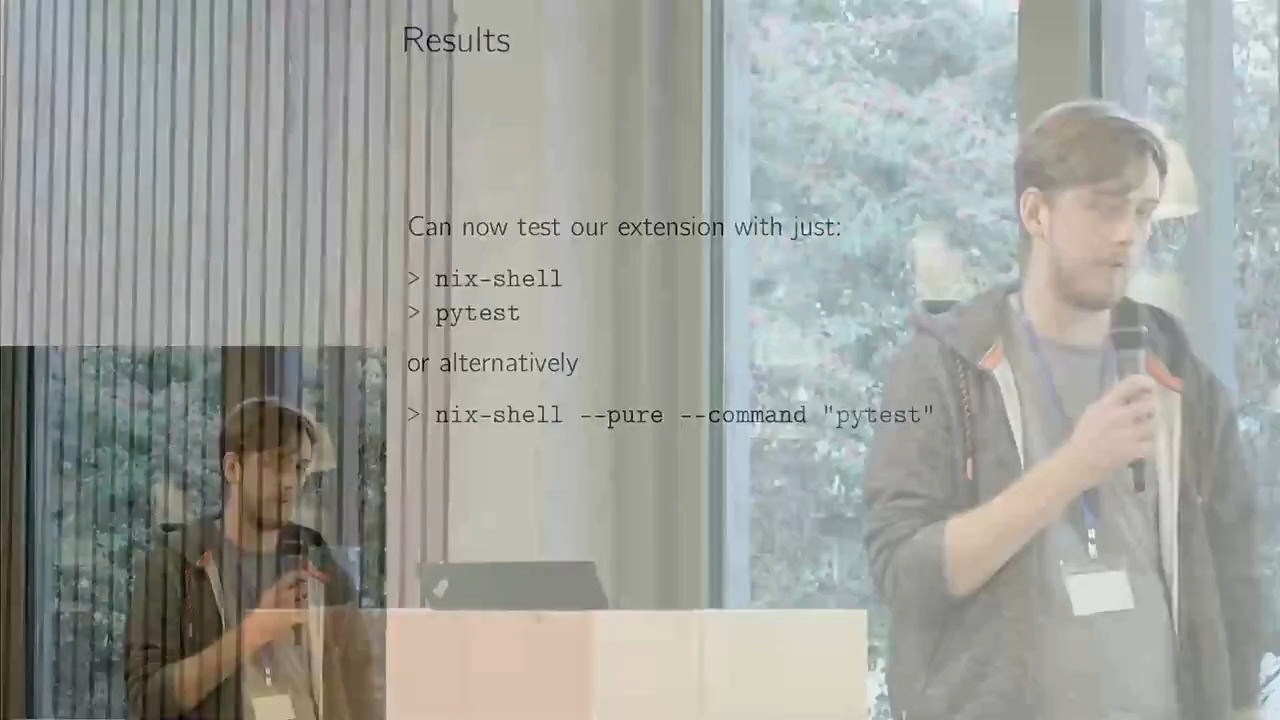 Results
Can now test our extension with just:
> nix-shell
> pytest
or alternatively
> nix-shell --pure --command "pytest"